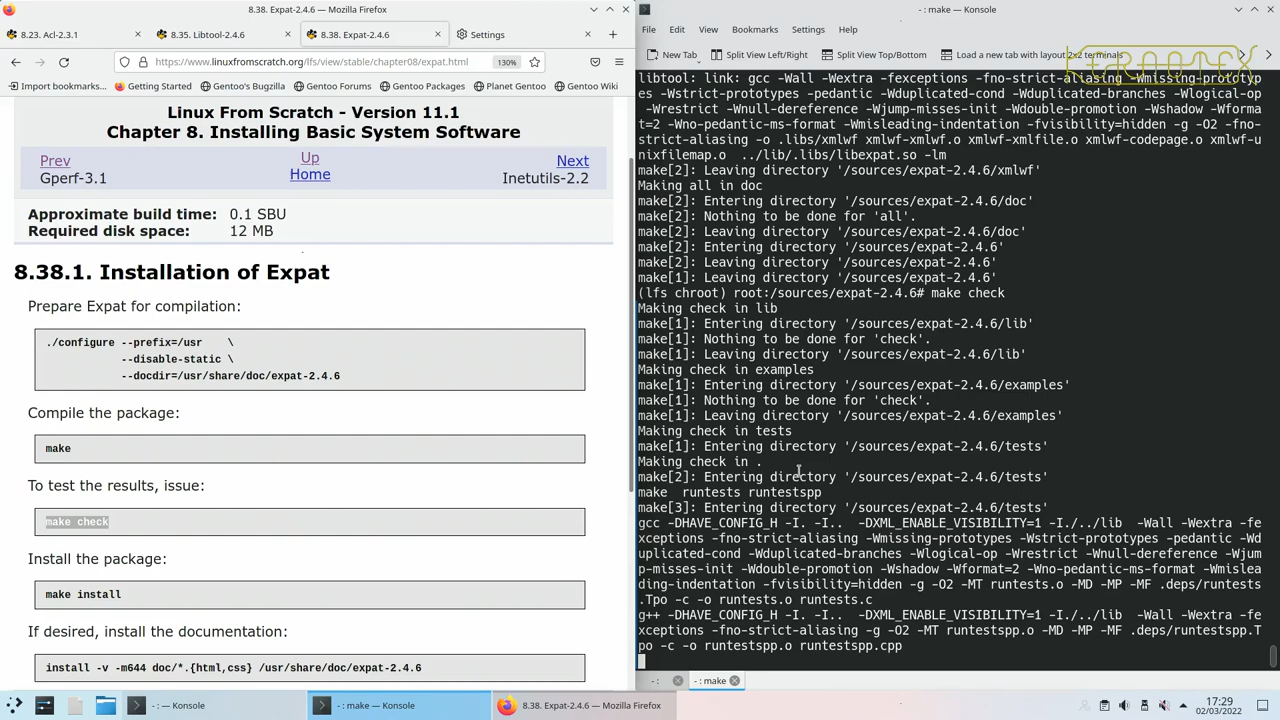 8.38. Expat-2.4.6 — Mozilla Firefox
8.23. Acl-2.3.1
8.35. Libtool-2.4.6
8.38. Expat-2.4.6
Settings
https://www.linuxfromscratch.org/lfs/view/stable/chapter08/expat.html
130%
Import bookmarks...
Getting Started
Gentoo's Bugzilla
Gentoo Forums
Gentoo Packages
Planet Gentoo
Gentoo Wiki
Linux From Scratch - Version 11.1
Chapter 8. Installing Basic System Software
Prev
Up
Next
Gperf-3.1
Home
Inetutils-2.2
Approximate build time: 0.1 SBU
Required disk space: 12 MB
8.38.1. Installation of Expat
Prepare Expat for compilation:
./configure --prefix=/usr \
--disable-static \
--docdir=/usr/share/doc/expat-2.4.6
Compile the package:
make
To test the results, issue:
make check
Install the package:
make install
If desired, install the documentation:
install -v -m644 doc/*.{html,css} /usr/share/doc/expat-2.4.6
- : make — Konsole
File Edit View Bookmarks Settings Help
New Tab
Split View Left/Right
Split View Top/Bottom
Load a new tab with layout 2x2 terminals
libtool: link: gcc -Wall -Wextra -fexceptions -fno-strict-aliasing -Wmissing-prototyp
es -Wstrict-prototypes -pedantic -Wduplicated-cond -Wduplicated-branches -Wlogical-op
-Wrestrict -Wnull-dereference -Wjump-misses-init -Wdouble-promotion -Wshadow -Wforma
t=2 -Wno-pedantic-ms-format -Wmisleading-indentation -fvisibility=hidden -g -O2 -fno-
strict-aliasing -o .libs/xmlwf xmlwf-xmlwf.o xmlwf-xmlfile.o xmlwf-codepage.o xmlwf-u
nixfilemap.o ../lib/.libs/libexpat.so -lm
make[2]: Leaving directory '/sources/expat-2.4.6/xmlwf'
Making all in doc
make[2]: Entering directory '/sources/expat-2.4.6/doc'
make[2]: Nothing to be done for 'all'.
make[2]: Leaving directory '/sources/expat-2.4.6/doc'
make[2]: Entering directory '/sources/expat-2.4.6'
make[2]: Leaving directory '/sources/expat-2.4.6'
make[1]: Leaving directory '/sources/expat-2.4.6'
(lfs chroot) root:/sources/expat-2.4.6# make check
Making check in lib
make[1]: Entering directory '/sources/expat-2.4.6/lib'
make[1]: Nothing to be done for 'check'.
make[1]: Leaving directory '/sources/expat-2.4.6/lib'
Making check in examples
make[1]: Entering directory '/sources/expat-2.4.6/examples'
make[1]: Nothing to be done for 'check'.
make[1]: Leaving directory '/sources/expat-2.4.6/examples'
Making check in tests
make[1]: Entering directory '/sources/expat-2.4.6/tests'
Making check in .
make[2]: Entering directory '/sources/expat-2.4.6/tests'
make  runtests runtestspp
make[3]: Entering directory '/sources/expat-2.4.6/tests'
gcc -DHAVE_CONFIG_H -I. -I..  -DXML_ENABLE_VISIBILITY=1 -I./../lib  -Wall -Wextra -fe
xceptions -fno-strict-aliasing -Wmissing-prototypes -Wstrict-prototypes -pedantic -Wd
uplicated-cond -Wduplicated-branches -Wlogical-op -Wrestrict -Wnull-dereference -Wjum
p-misses-init -Wdouble-promotion -Wshadow -Wformat=2 -Wno-pedantic-ms-format -Wmislea
ding-indentation -fvisibility=hidden -g -O2 -MT runtests.o -MD -MP -MF .deps/runtests
.Tpo -c -o runtests.o runtests.c
g++ -DHAVE_CONFIG_H -I. -I..  -DXML_ENABLE_VISIBILITY=1 -I./../lib  -Wall -Wextra -fe
xceptions -fno-strict-aliasing -g -O2 -MT runtestspp.o -MD -MP -MF .deps/runtestspp.T
po -c -o runtestspp.o runtestspp.cpp
- :
- : make
- : — Konsole
- : make — Konsole
8.38. Expat-2.4.6 — Mozilla Firefox
17:29
02/03/2022